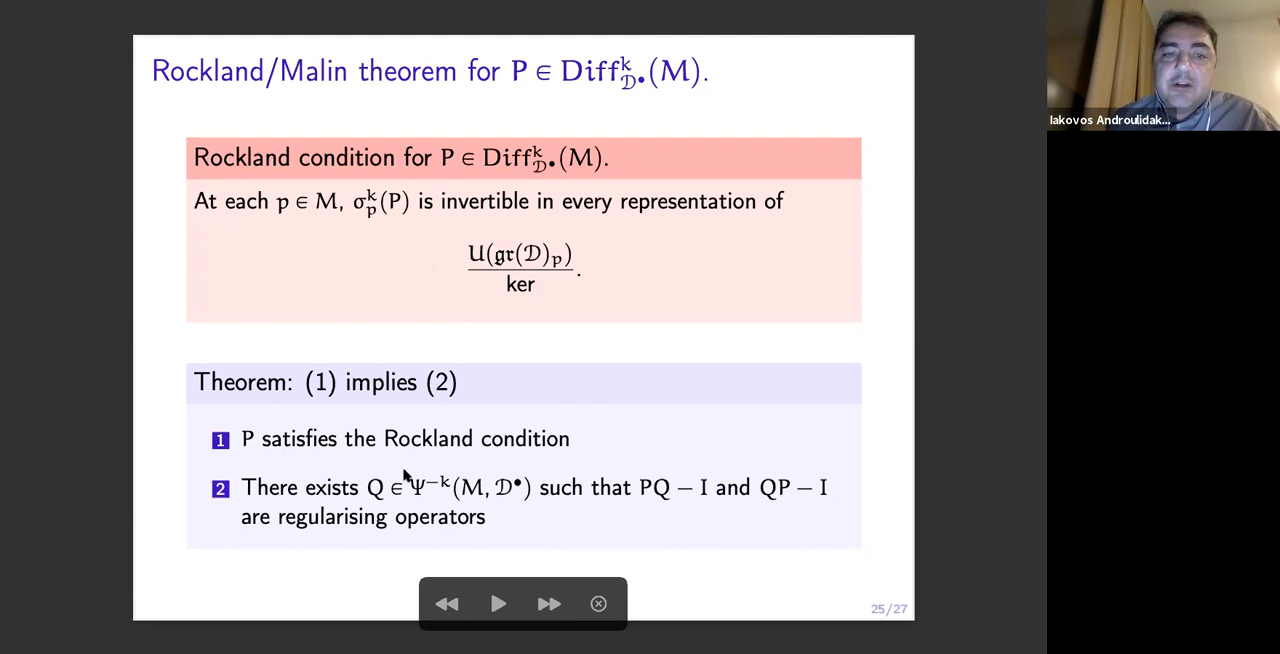 Rockland/Malin theorem for P ∈ Diff^k_{𝒟•}(M).
Rockland condition for P ∈ Diff^k_{𝒟•}(M).
At each p ∈ M, σ^k_p(P) is invertible in every representation of
U(𝔤𝔯(𝒟)_p)
ker .
Theorem: (1) implies (2)
1 P satisfies the Rockland condition
2 There exists Q ∈ Ψ^{−k}(M, 𝒟^•) such that PQ − I and QP − I
are regularising operators
25/27
Iakovos Androulidak...